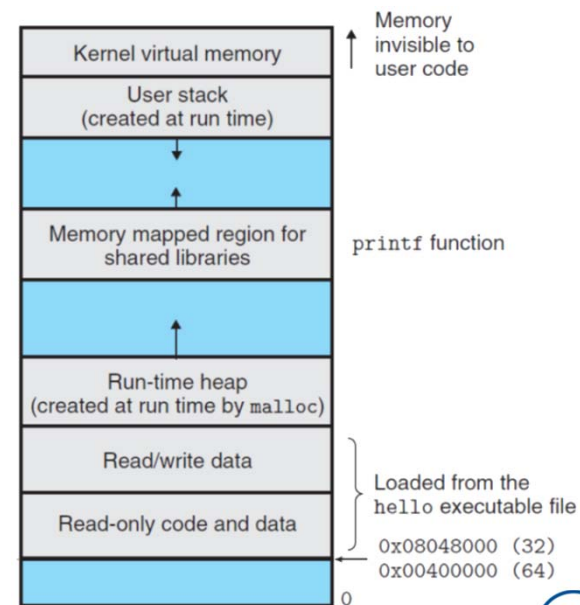 Memory
invisible to
user code
Kernel virtual memory
User stack
(created at run time)
Memory mapped region for
shared libraries
printf function
Run-time heap
(created at run time by malloc)
Read/write data
Loaded from the
hello executable file
Read-only code and data
0x08048000 (32)
0x00400000 (64)
0